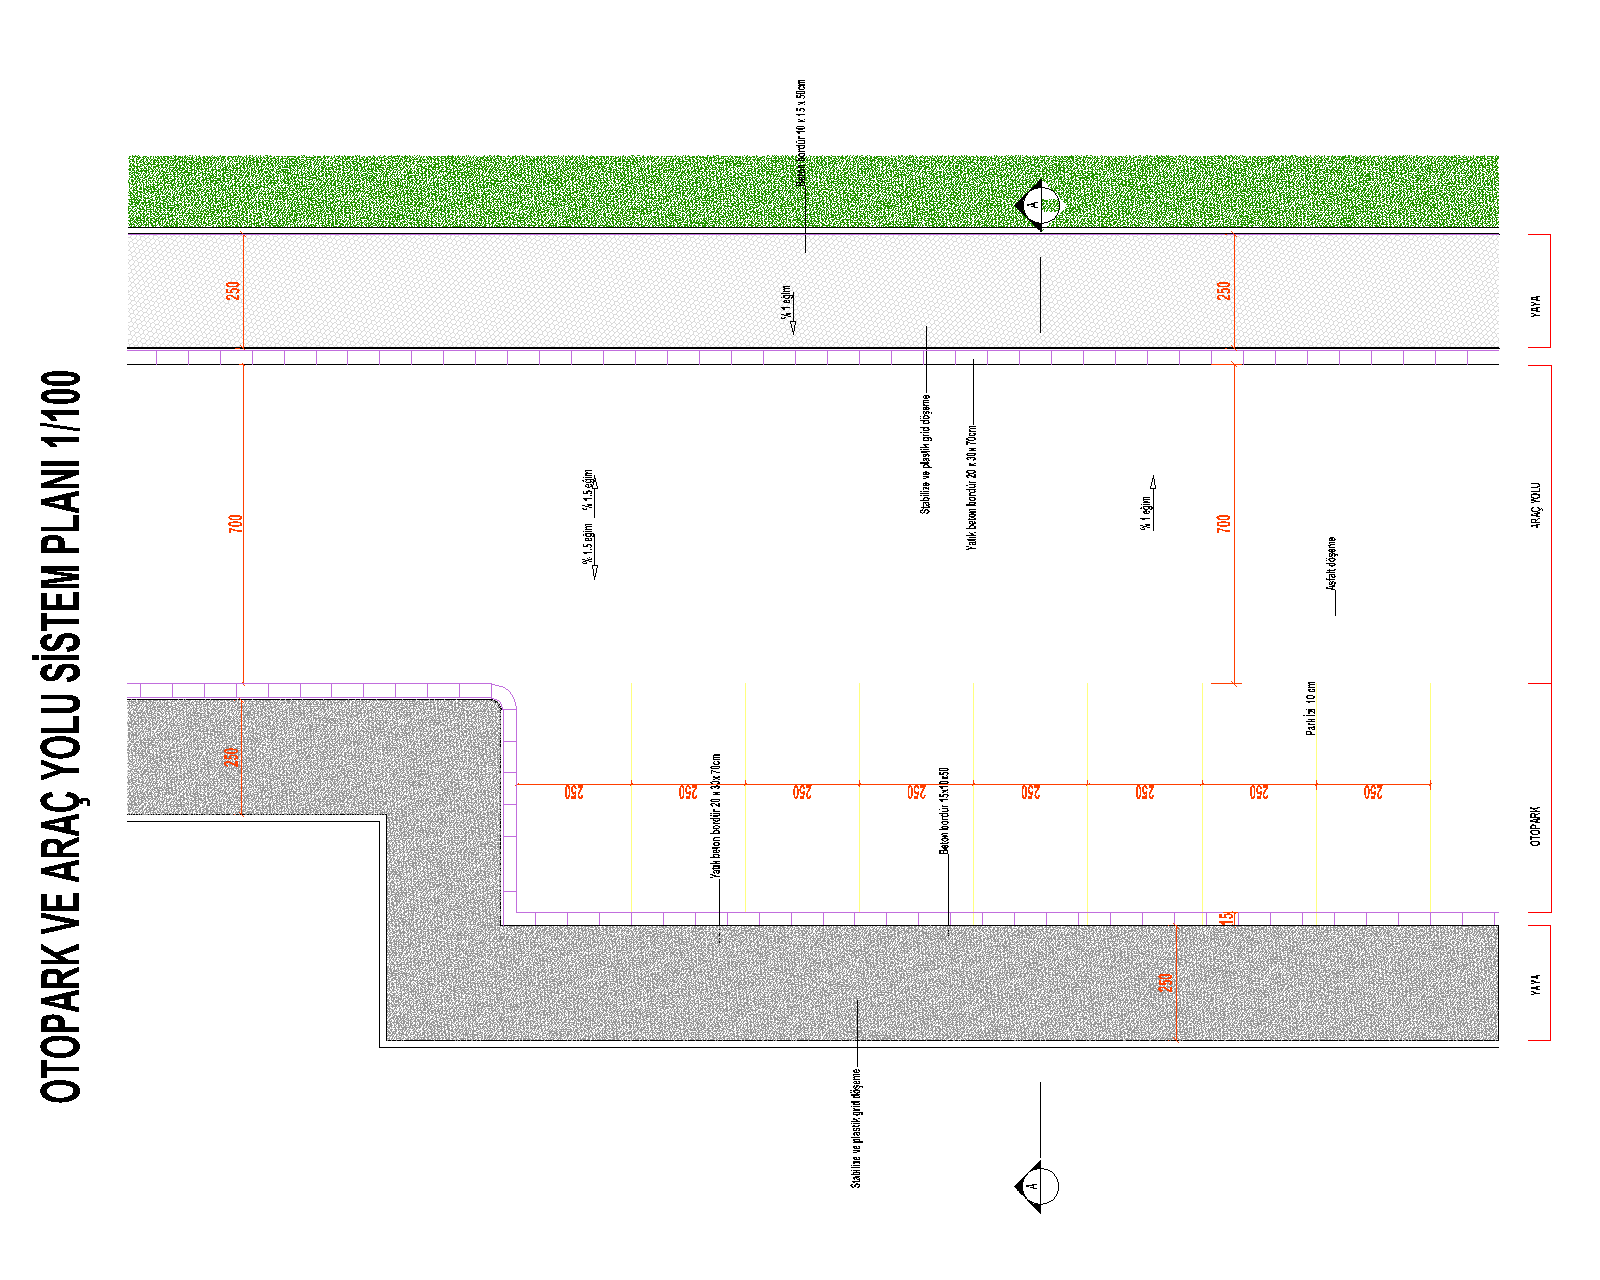 OTOPARK VE ARAÇ YOLU SİSTEM PLANI 1/100
Beton bordür 10 x 15 x 50cm
A
250
250
% 1 eğim
YAYA
Stabilize ve plastik grid döşeme
Yatık beton bordür 20 x 30x 70cm
% 1.5 eğim
% 1.5 eğim
% 1 eğim
700
700
Asfalt döşeme
ARAÇ YOLU
250
Park izi 10 cm
250
250
250
250
250
250
250
250
Yatık beton bordür 20 x 30x 70cm
Beton bordür 15x10x50
OTOPARK
15
250
YAYA
Stabilize ve plastik grid döşeme
A